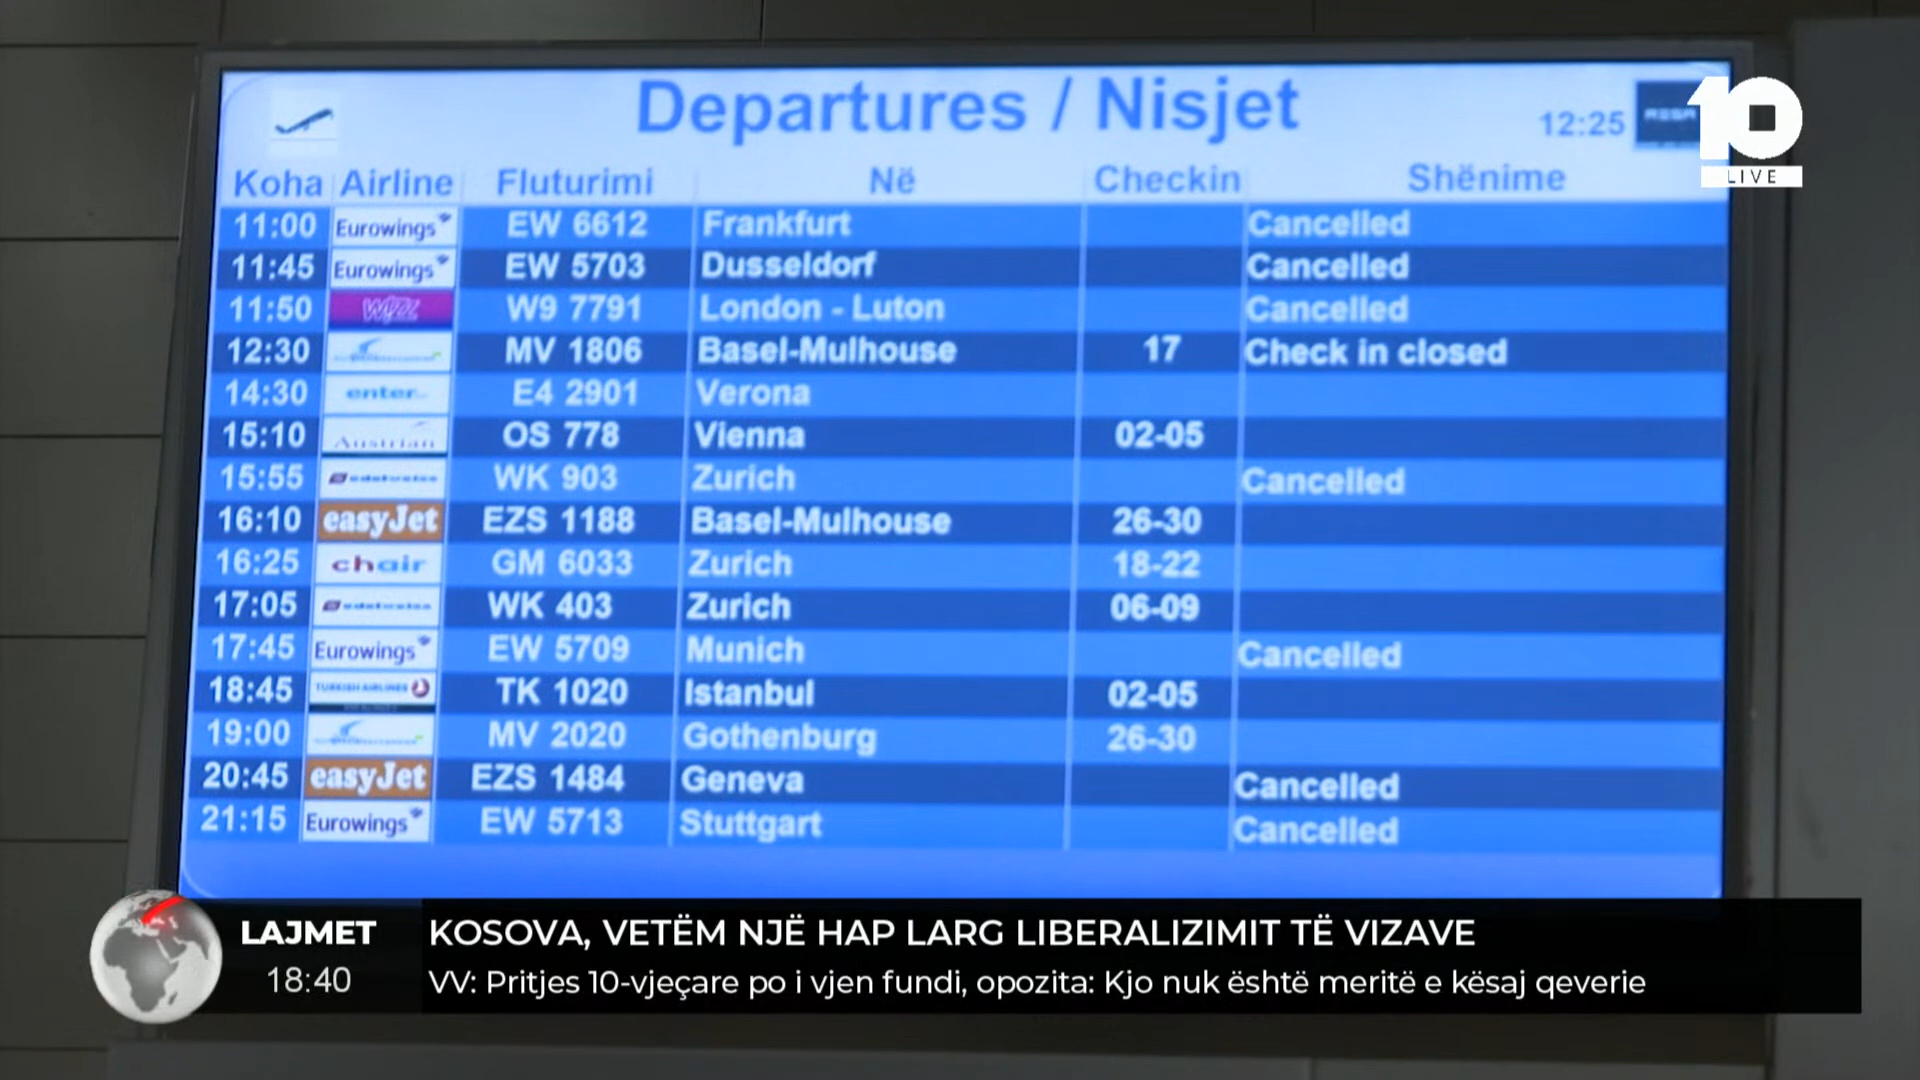 Departures / Nisjet
12:25
10
LIVE
Koha Airline Fluturimi Në Checkin Shënime
11:00 Eurowings EW 6612 Frankfurt Cancelled
11:45 Eurowings EW 5703 Dusseldorf Cancelled
11:50 Wizz W9 7791 London - Luton Cancelled
12:30 MV 1806 Basel-Mulhouse 17 Check in closed
14:30 enter E4 2901 Verona
15:10 Austrian OS 778 Vienna 02-05
15:55 edelweiss WK 903 Zurich Cancelled
16:10 easyJet EZS 1188 Basel-Mulhouse 26-30
16:25 chair GM 6033 Zurich 18-22
17:05 edelweiss WK 403 Zurich 06-09
17:45 Eurowings EW 5709 Munich Cancelled
18:45 TURKISH AIRLINES TK 1020 Istanbul 02-05
19:00 MV 2020 Gothenburg 26-30
20:45 easyJet EZS 1484 Geneva Cancelled
21:15 Eurowings EW 5713 Stuttgart Cancelled
LAJMET
18:40
KOSOVA, VETËM NJË HAP LARG LIBERALIZIMIT TË VIZAVE
VV: Pritjes 10-vjeçare po i vjen fundi, opozita: Kjo nuk është meritë e kësaj qeverie